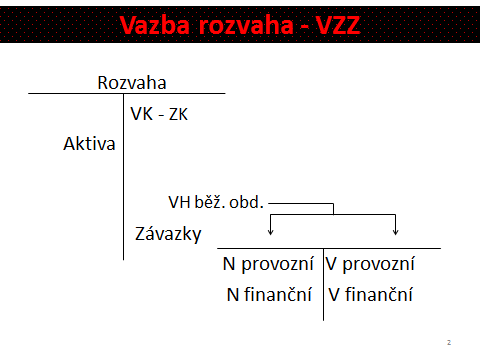 Vazba rozvaha - VZZ
Rozvaha
VK - ZK
Aktiva
VH běž. obd.
Závazky
N provozní V provozní
N finanční V finanční
2